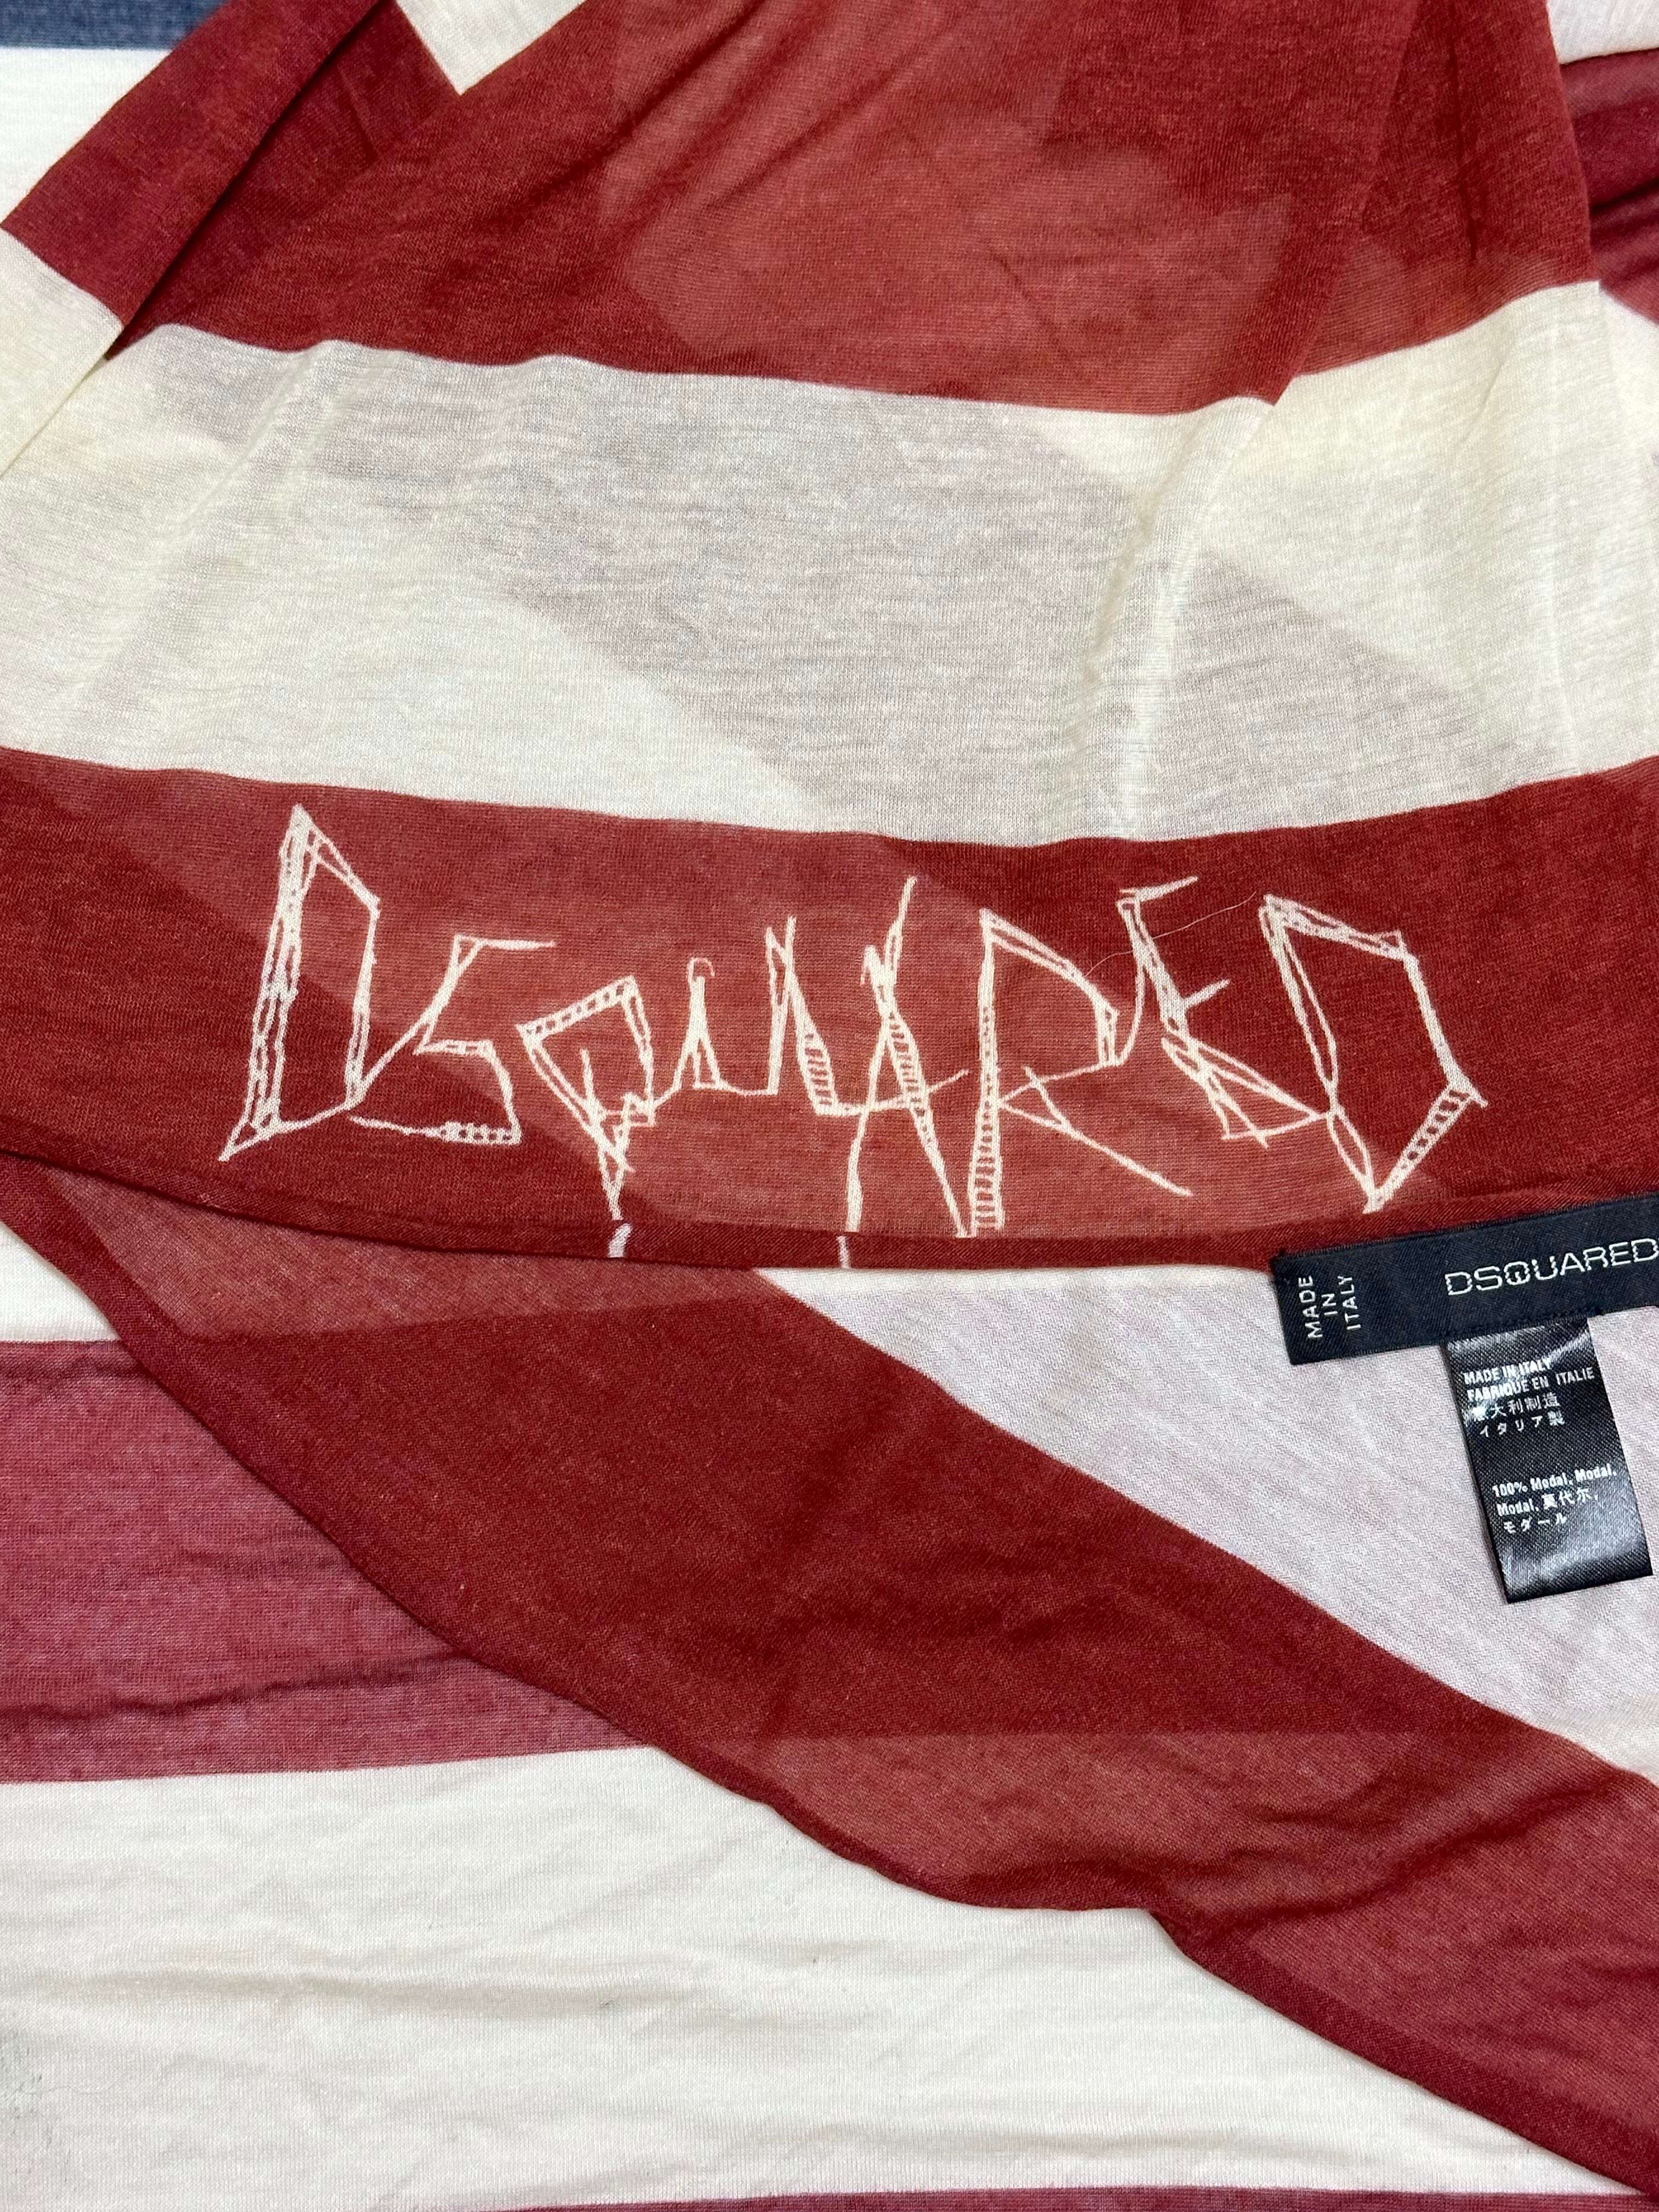 DSQUARED
DSQUARED
MADE
IN
ITALY
MADE IN ITALY
FABRIQUE EN ITALIE
意大利制造
イタリア製
100% Modal, Modal,
Modal, 莫代尔,
モダール